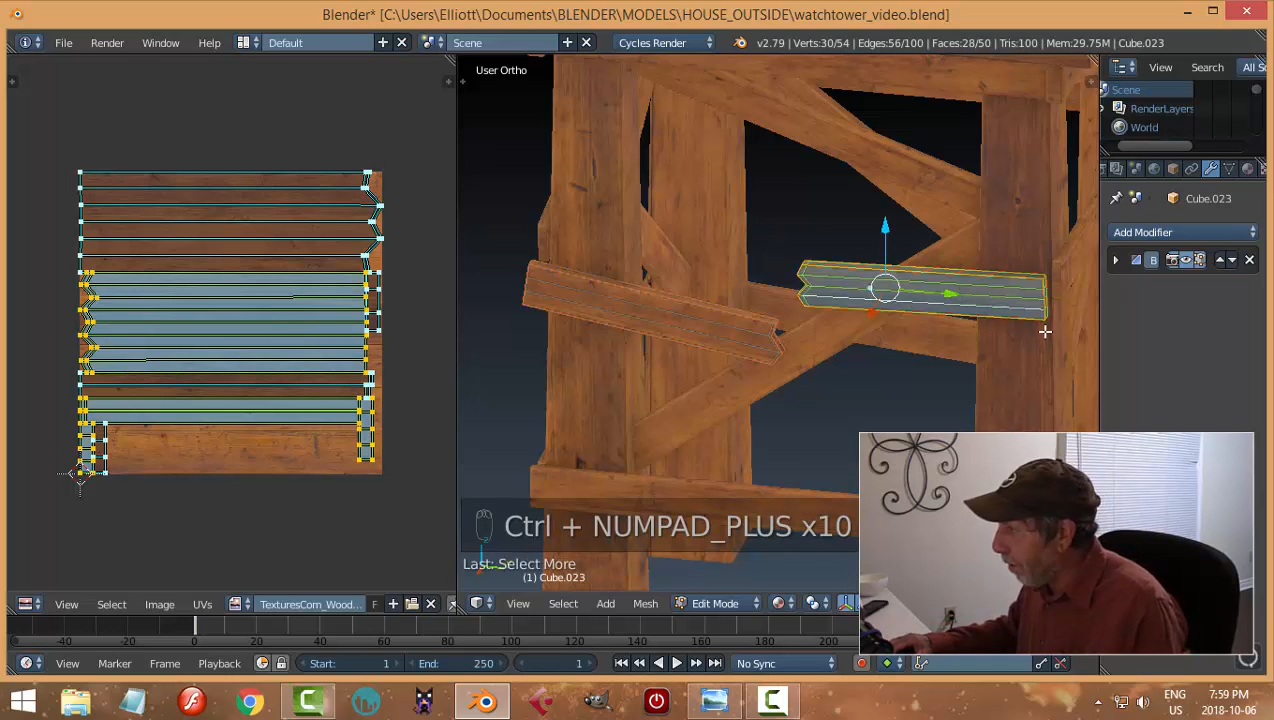 Blender* [C:\Users\Elliott\Documents\BLENDER\MODELS\HOUSE_OUTSIDE\watchtower_video.blend]
File Render Window Help Default Scene Cycles Render v2.79 | Verts:30/54 | Edges:56/100 | Faces:28/50 | Tris:100 | Mem:29.75M | Cube.023
User Ortho
View Search All Sc
Scene
RenderLayers
World
Cube.023
Add Modifier
B
Ctrl + NUMPAD_PLUS x10
Last: Select More
(1) Cube.023
View Select Image UVs TexturesCom_Wood... F View Select Add Mesh Edit Mode
-40 -20 0 20 40 60 80 100 120 140 160 180 200
View Marker Frame Playback Start: 1 End: 250 1 No Sync
ENG 7:59 PM
US 2018-10-06